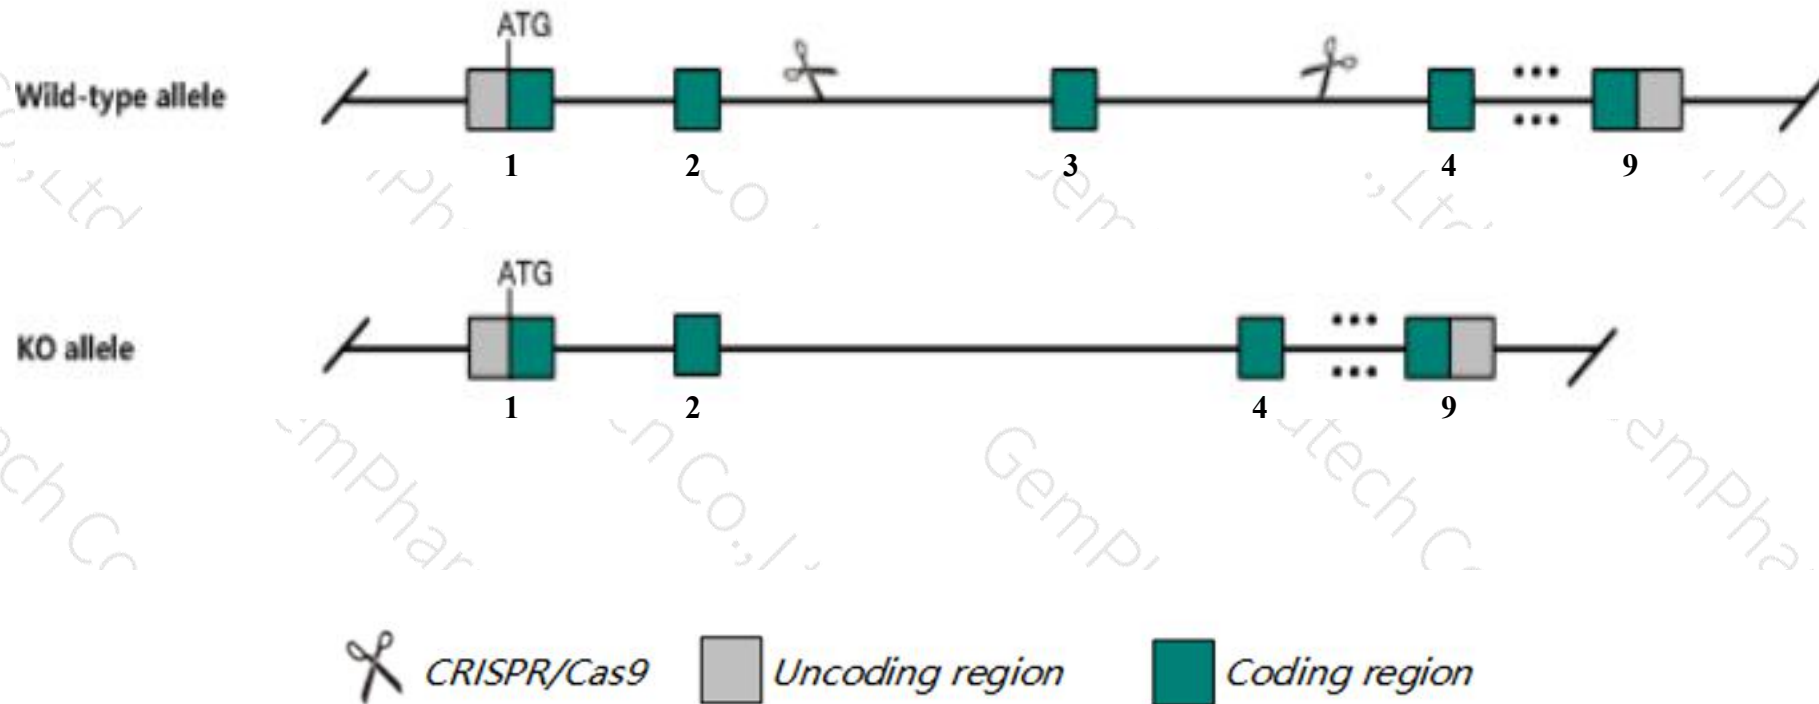 ATG
Wild-type allele
1 2 3 4 9
ATG
KO allele
1 2 4 9
CRISPR/Cas9 Uncoding region Coding region
GemP